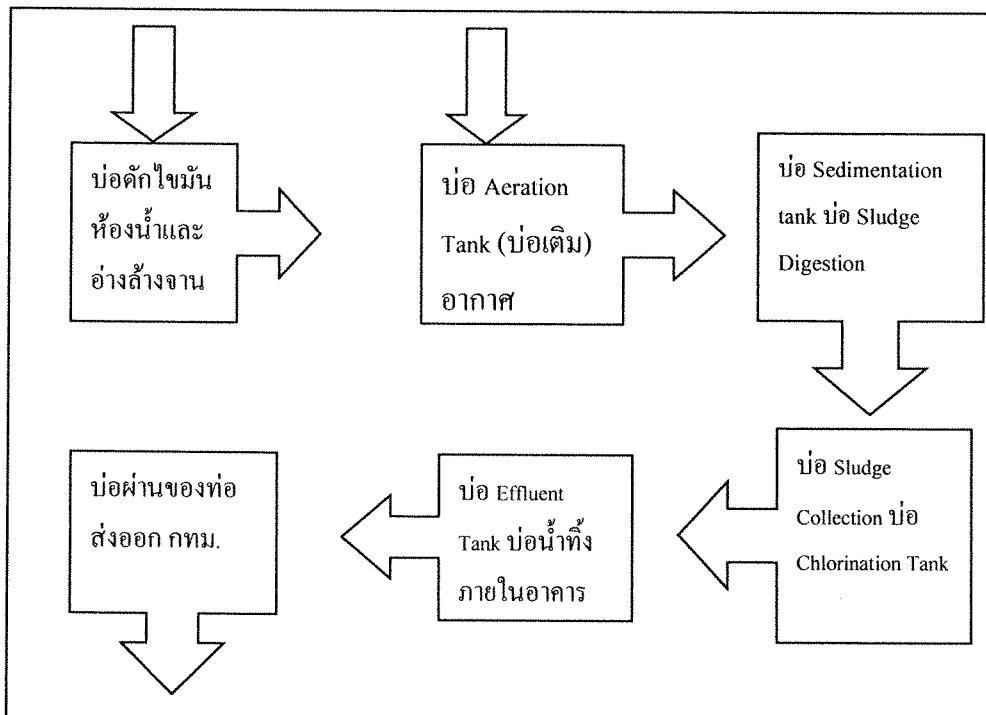 บ่อดักไขมัน
ห้องน้ำและ
อ่างล้างจาน
บ่อ Aeration
Tank (บ่อเติม)
อากาศ
บ่อ Sedimentation
tank บ่อ Sludge
Digestion
บ่อ Sludge
Collection บ่อ
Chlorination Tank
บ่อ Effluent
Tank บ่อน้ำทิ้ง
ภายในอาคาร
บ่อผ่านของท่อ
ส่งออก กทม.